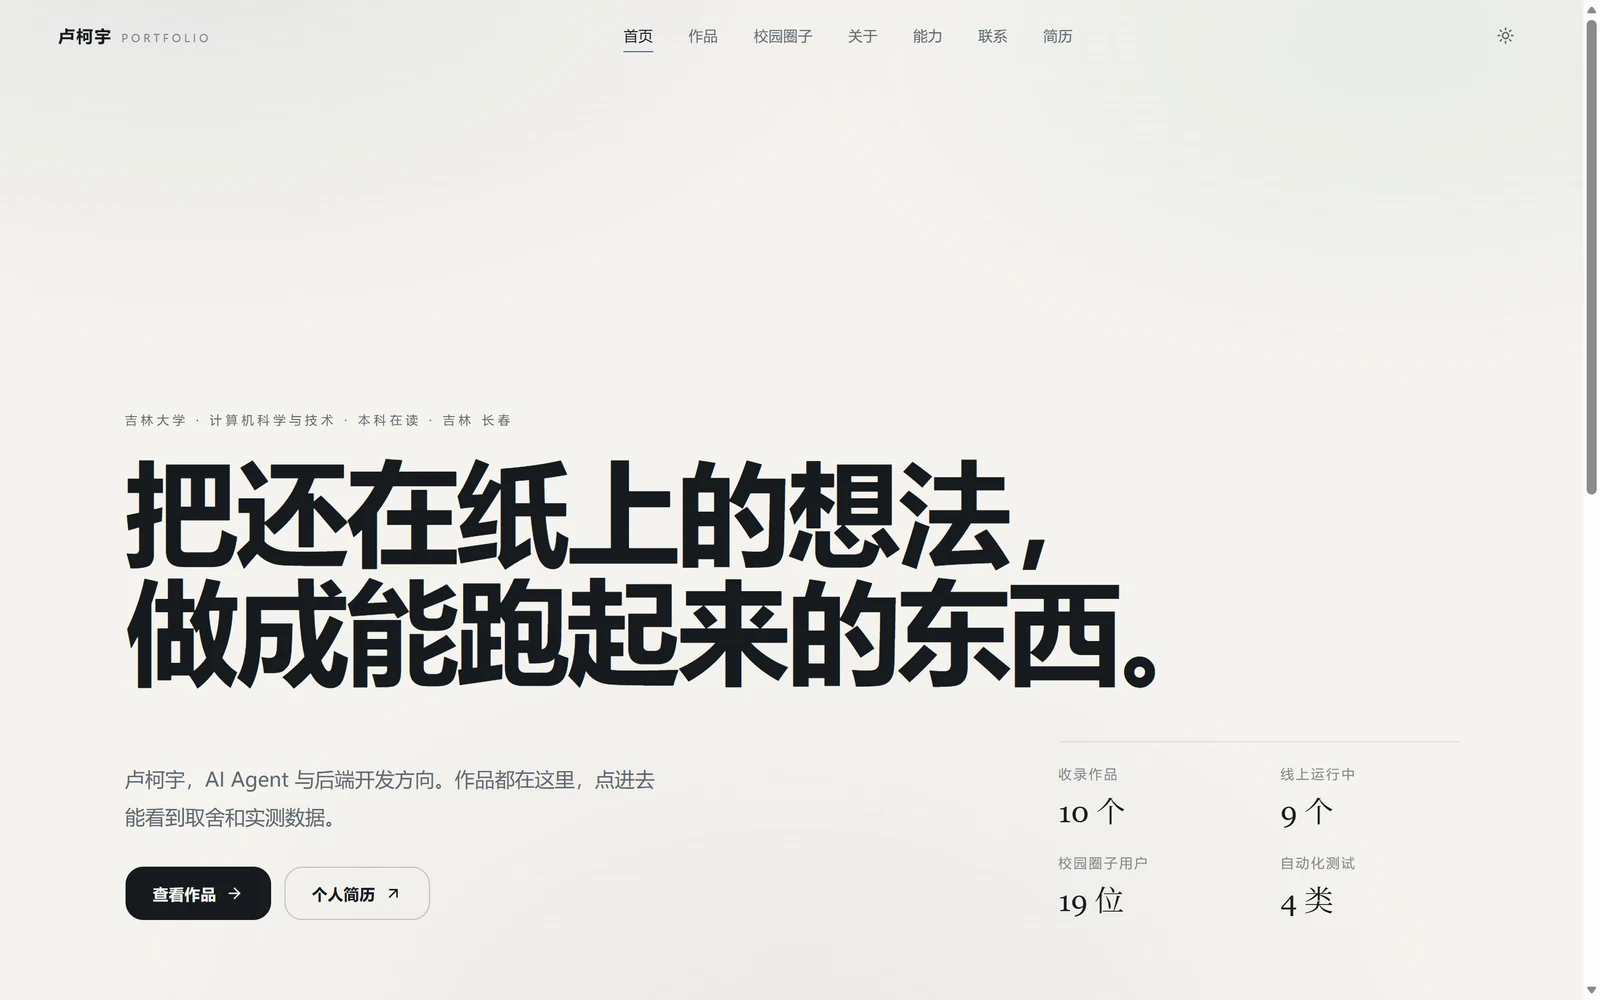 卢柯宇 PORTFOLIO
首页 作品 校园圈子 关于 能力 联系 简历
吉林大学 · 计算机科学与技术 · 本科在读 · 吉林 长春
把还在纸上的想法，
做成能跑起来的东西。
卢柯宇，AI Agent 与后端开发方向。作品都在这里，点进去
能看到取舍和实测数据。
查看作品 →
个人简历 ↗
收录作品
10 个
线上运行中
9 个
校园圈子用户
19 位
自动化测试
4 类